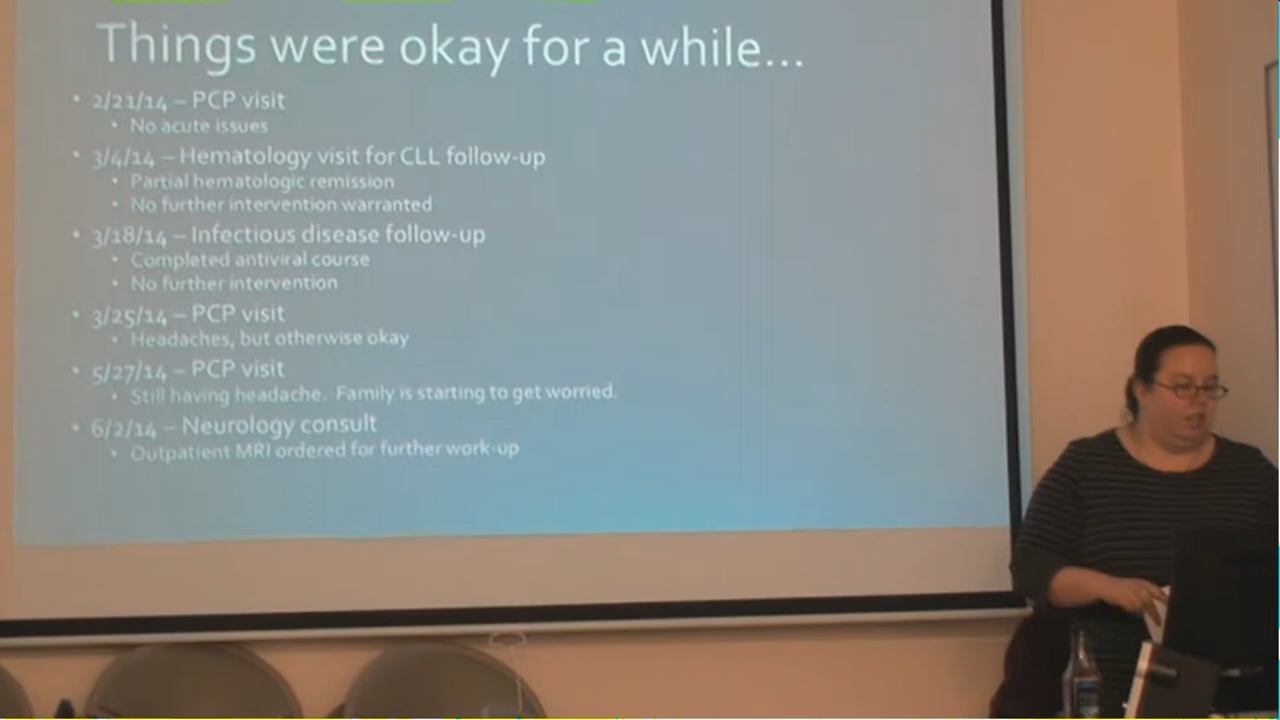 Things were okay for a while...
• 2/21/14 – PCP visit
• No acute issues
• 3/4/14 – Hematology visit for CLL follow-up
• Partial hematologic remission
• No further intervention warranted
• 3/18/14 – Infectious disease follow-up
• Completed antiviral course
• No further intervention
• 3/25/14 – PCP visit
• Headaches, but otherwise okay
• 5/27/14 – PCP visit
• Still having headache. Family is starting to get worried.
• 6/2/14 – Neurology consult
• Outpatient MRI ordered for further work-up